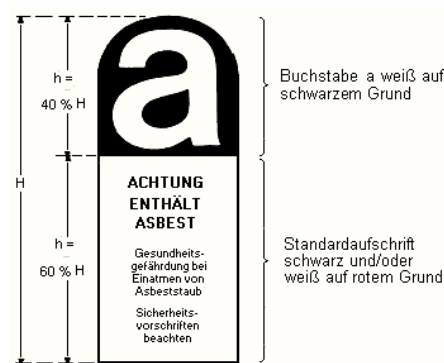 h =
40 % H
H
h =
60 % H
a
ACHTUNG
ENTHÄLT
ASBEST
Gesundheits-
gefährdung bei
Einatmen von
Asbeststaub
Sicherheits-
vorschriften
beachten
Buchstabe a weiß auf
schwarzem Grund
Standardaufschrift
schwarz und/oder
weiß auf rotem Grund